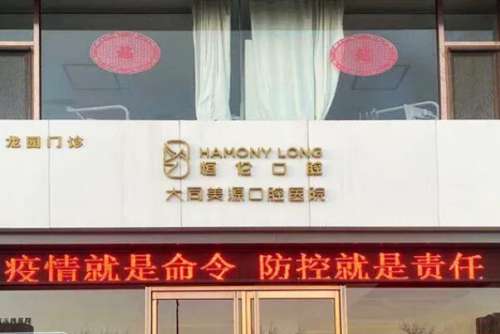 龙园门诊
HAMONY LONG
恒伦口腔
大同美源口腔医院
疫情就是命令 防控就是责任